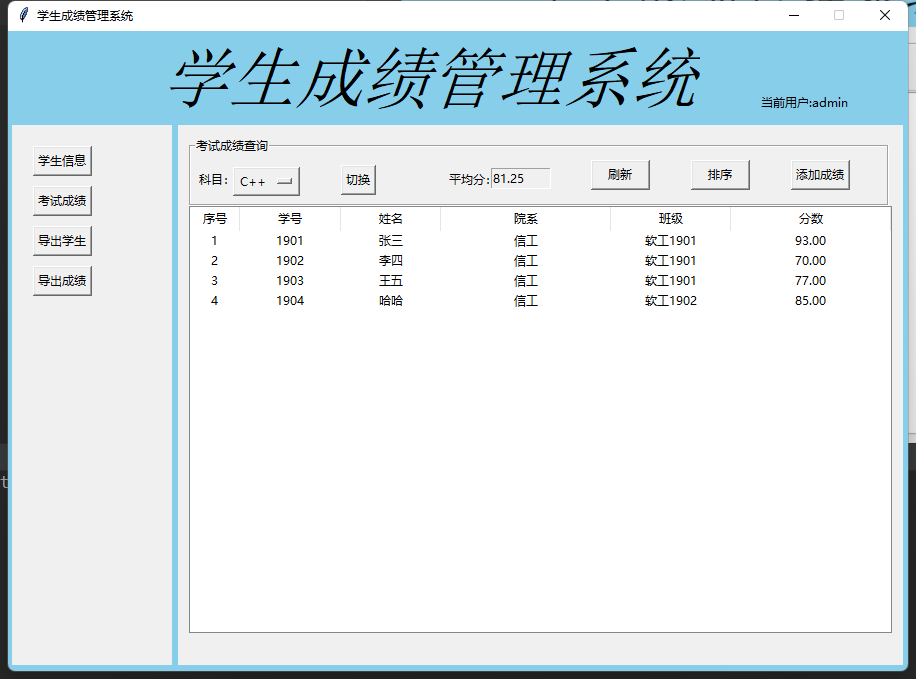 学生成绩管理系统
学生成绩管理系统
当前用户:admin
学生信息
考试成绩
导出学生
导出成绩
考试成绩查询
科目: C++ 切换 平均分: 81.25 刷新 排序 添加成绩
序号 学号 姓名 院系 班级 分数
1 1901 张三 信工 软工1901 93.00
2 1902 李四 信工 软工1901 70.00
3 1903 王五 信工 软工1901 77.00
4 1904 哈哈 信工 软工1902 85.00
t